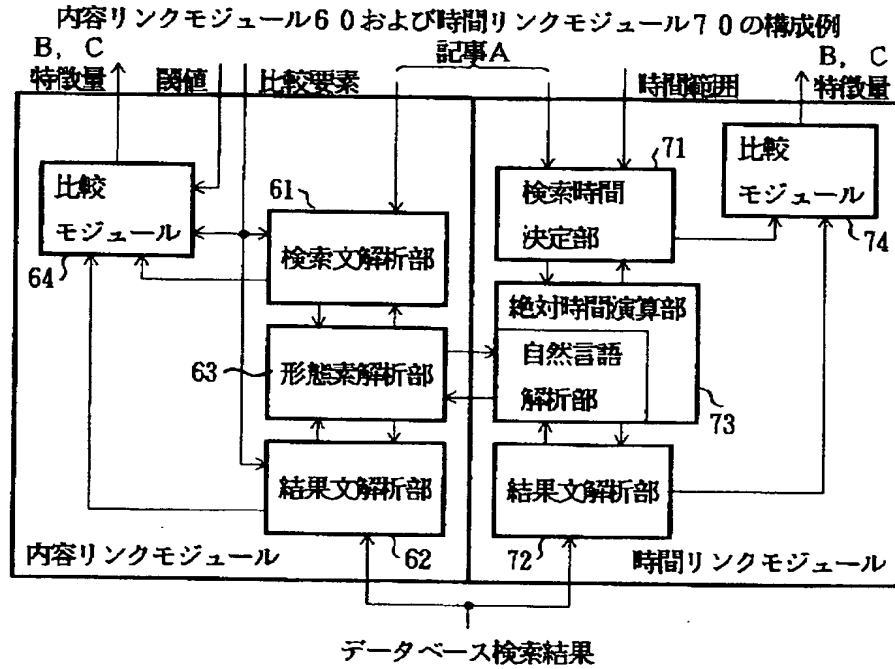 内容リンクモジュール60および時間リンクモジュール70の構成例
B, C
特徴量
閾値
比較要素
記事A
時間範囲
B, C
特徴量
比較
モジュール
64
61
検索文解析部
71
検索時間
決定部
比較
モジュール
74
63
形態素解析部
絶対時間演算部
自然言語
解析部
73
結果文解析部
62
結果文解析部
72
内容リンクモジュール
時間リンクモジュール
データベース検索結果